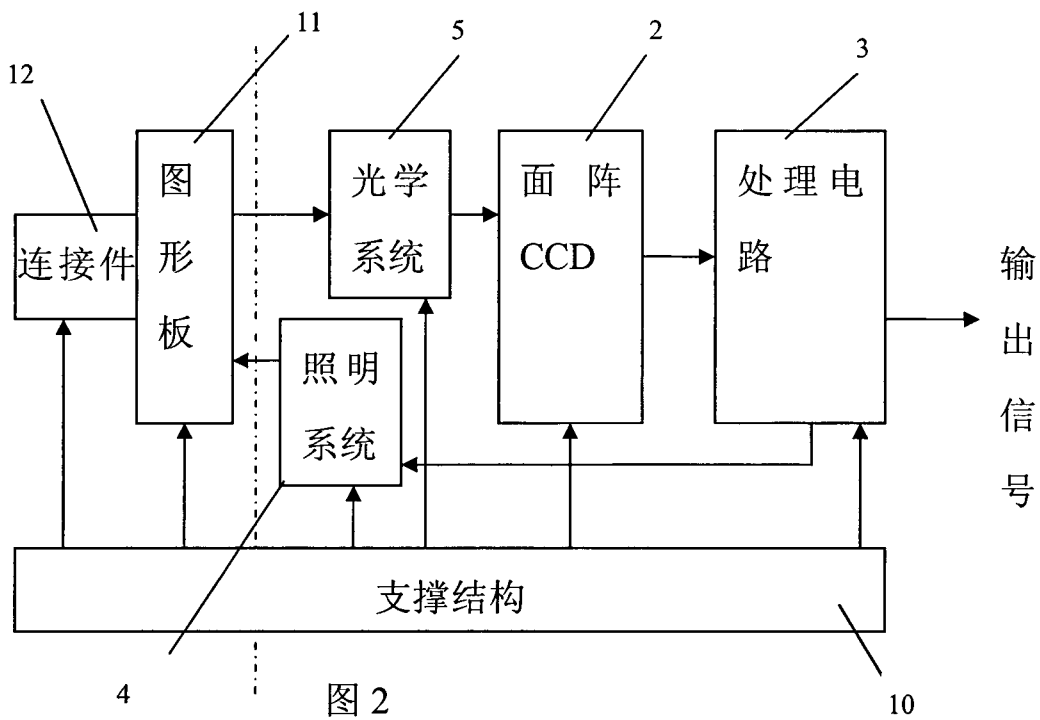 11
5
2
3
12
图
形
板
光学
系统
面 阵
CCD
处理电
路
连接件
照明
系统
输
出
信
号
支撑结构
4
图2
10